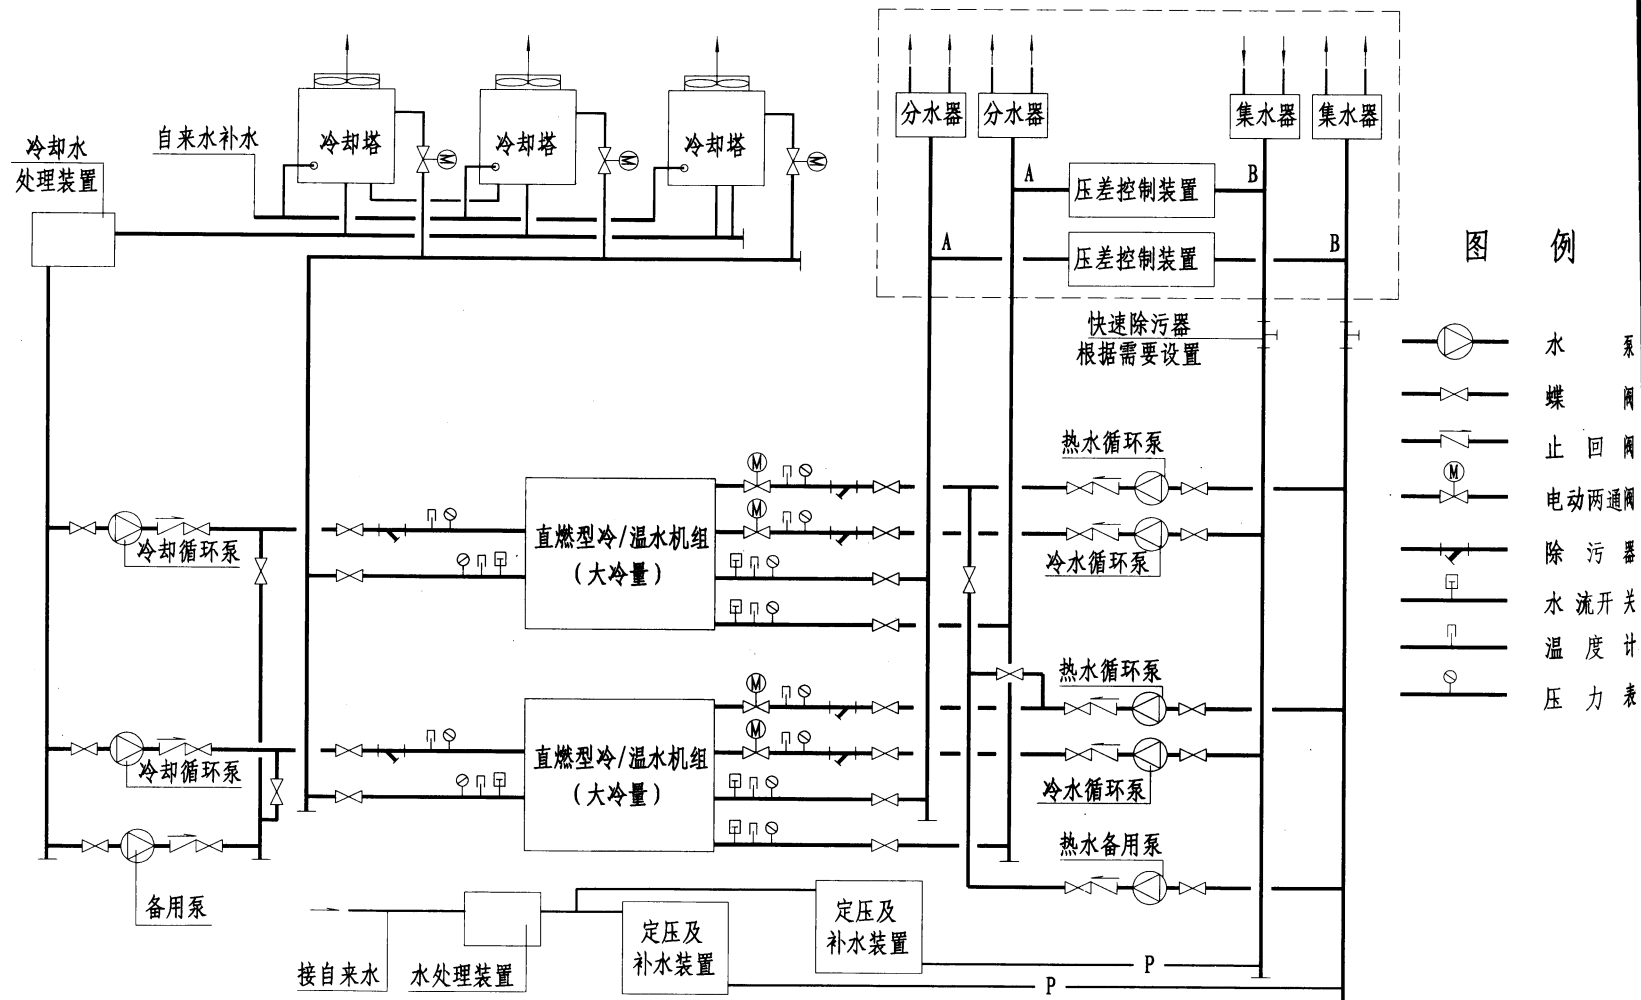 冷却水
处理装置
自来水补水
冷却塔
冷却塔
冷却塔
M
M
M
分水器
分水器
集水器
集水器
A
压差控制装置
B
A
压差控制装置
B
快速除污器
根据需要设置
图 例
水 泵
蝶 阀
止 回 阀
M
电动两通阀
除 污 器
水 流 开 关
温 度 计
压 力 表
热水循环泵
冷水循环泵
M
M
直燃型冷/温水机组
(大冷量)
冷却循环泵
热水循环泵
冷水循环泵
M
M
直燃型冷/温水机组
(大冷量)
冷却循环泵
备用泵
热水备用泵
接自来水
水处理装置
定压及
补水装置
定压及
补水装置
P
P